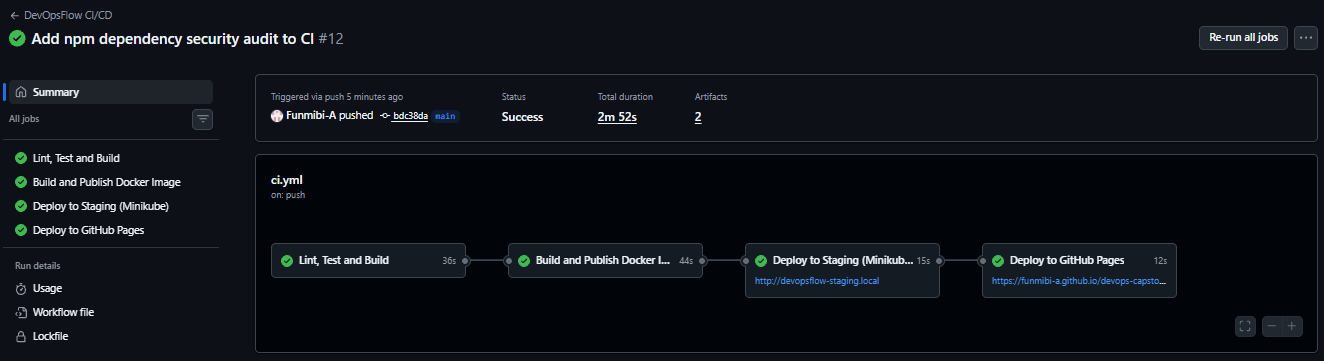 ← DevOpsFlow CI/CD
Add npm dependency security audit to CI #12
Re-run all jobs
Summary
All jobs
Lint, Test and Build
Build and Publish Docker Image
Deploy to Staging (Minikube)
Deploy to GitHub Pages
Run details
Usage
Workflow file
Lockfile
Triggered via push 5 minutes ago
Funmibi-A pushed bdc38da main
Status
Success
Total duration
2m 52s
Artifacts
2
ci.yml
on: push
Lint, Test and Build 36s
Build and Publish Docker I... 44s
Deploy to Staging (Minikub... 15s
http://devopsflow-staging.local
Deploy to GitHub Pages 12s
https://funmibi-a.github.io/devops-capsto...